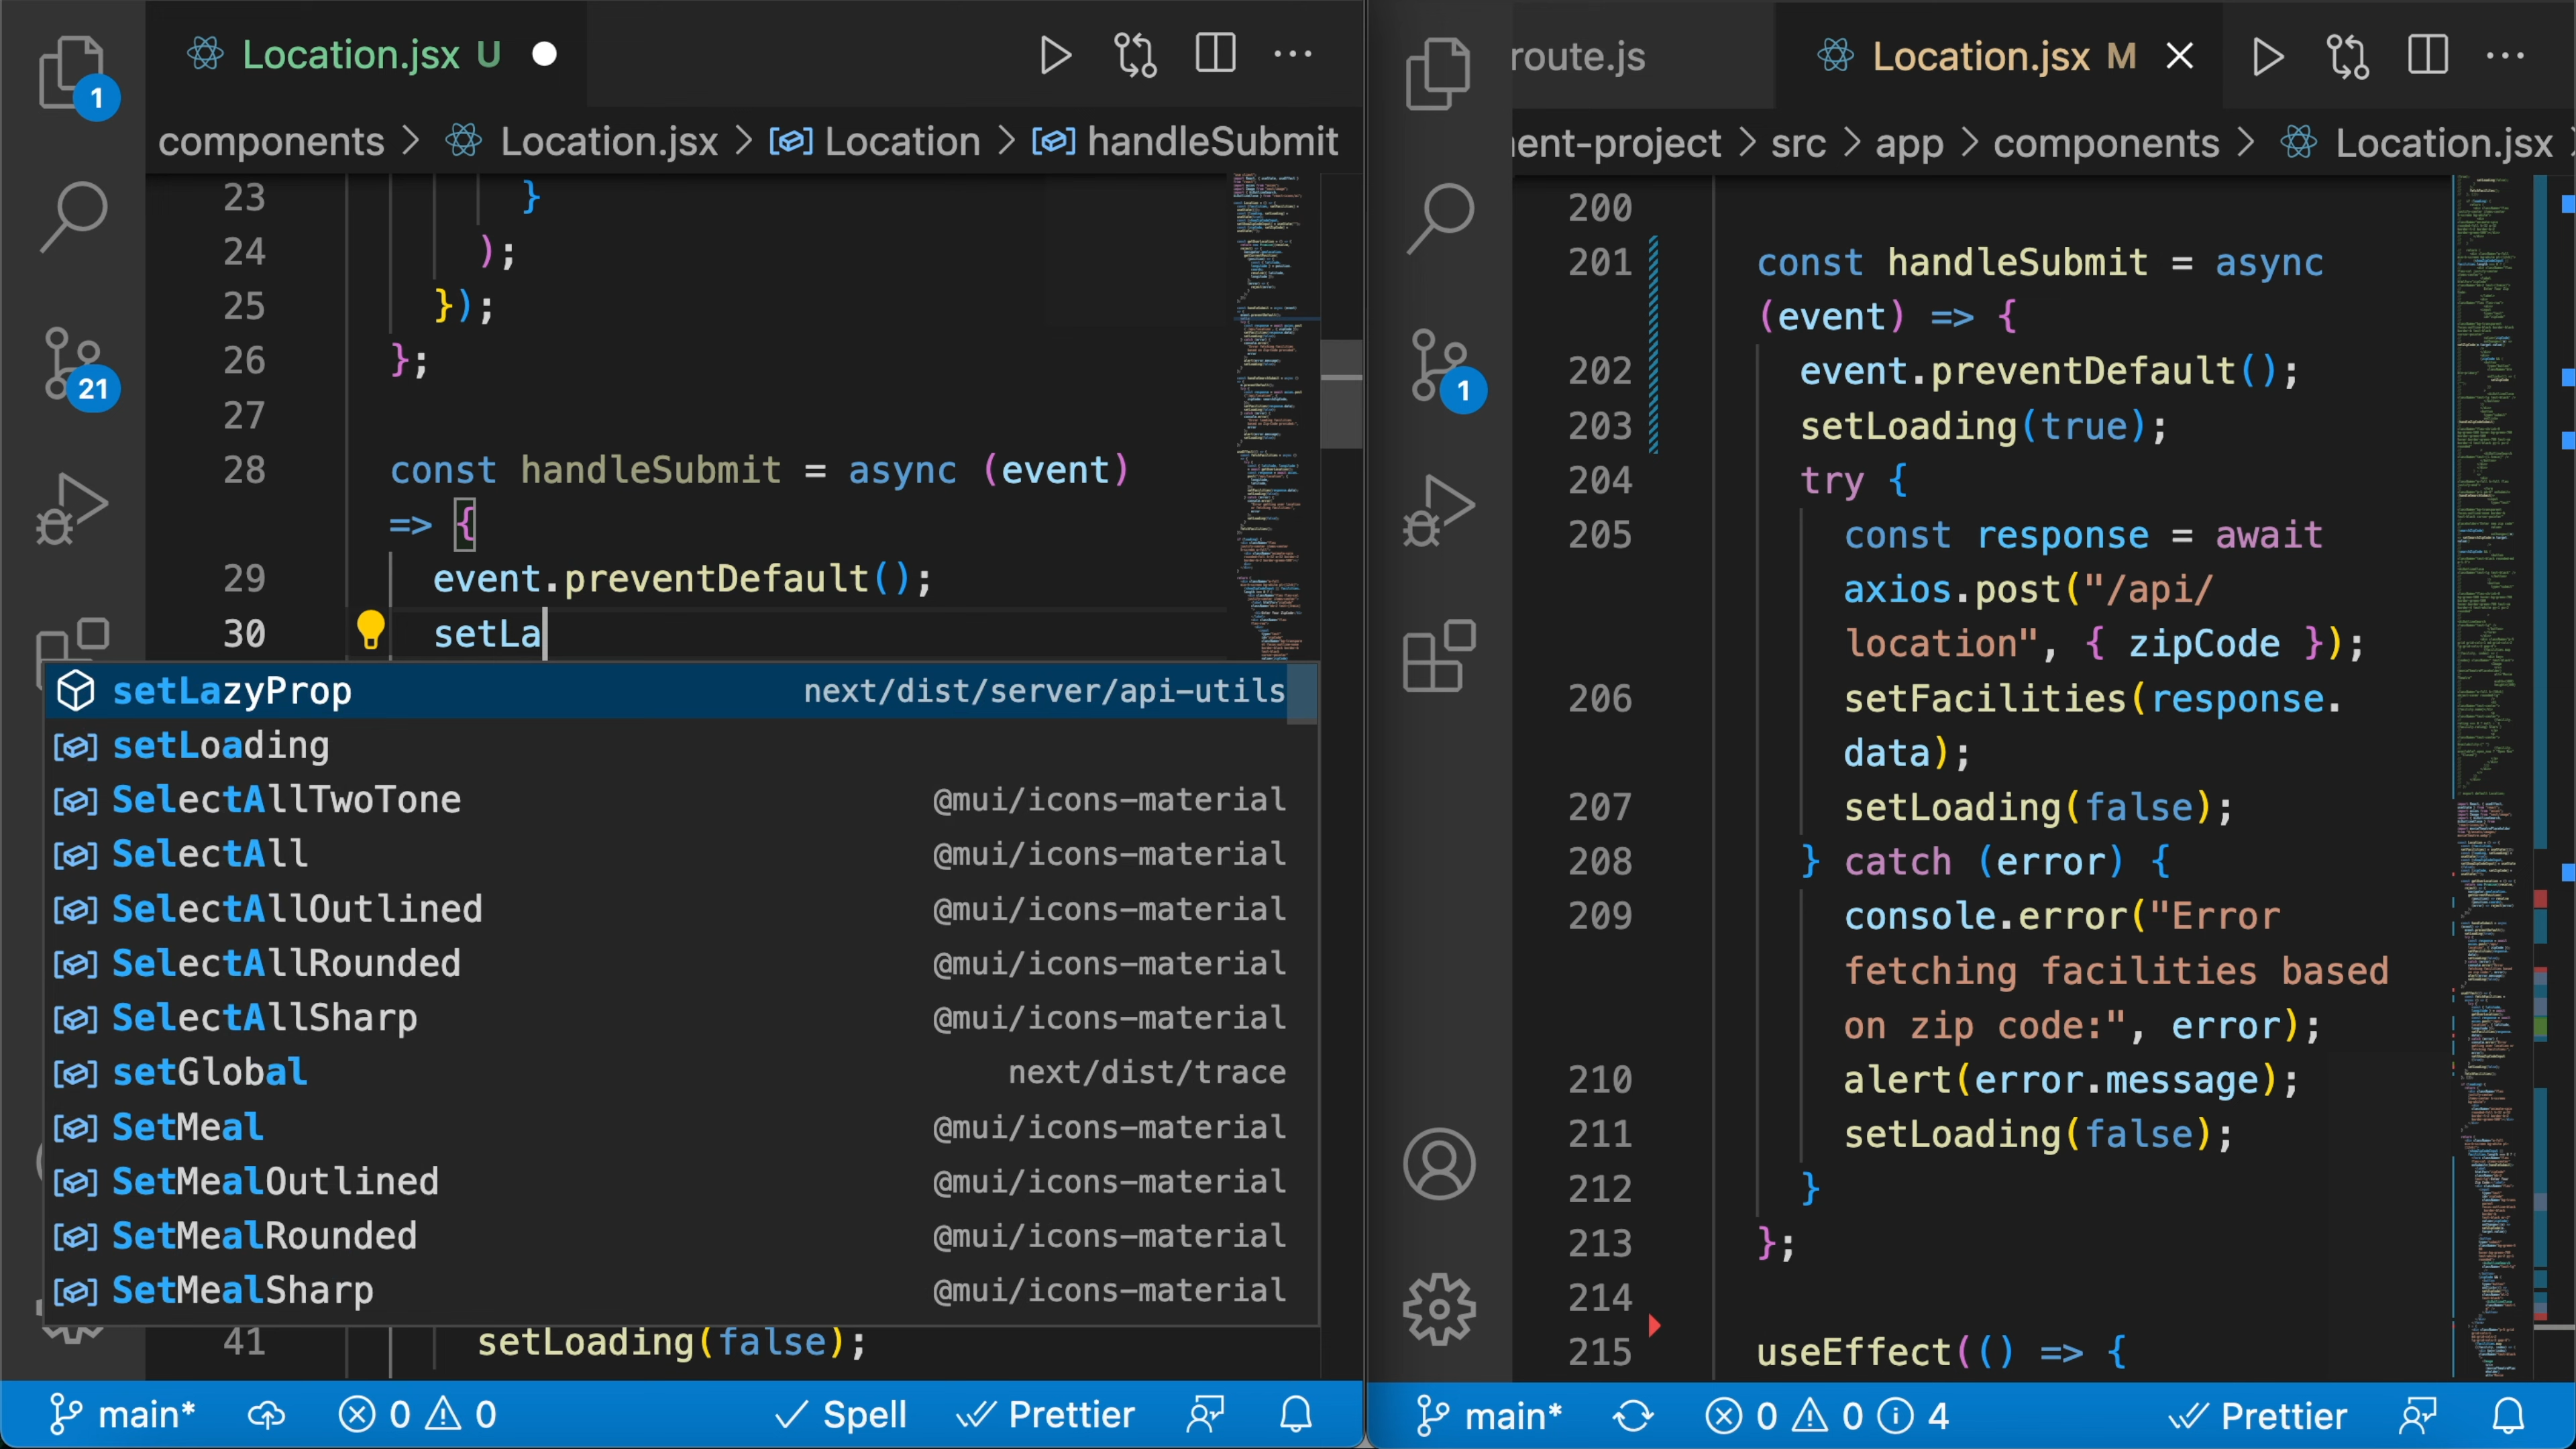 Location.jsx U
1
components > Location.jsx > Location > handleSubmit
21
23 }
24 );
25 });
26 };
27
28 const handleSubmit = async (event)
=> {
29 event.preventDefault();
30 setLa
setLazyProp next/dist/server/api-utils
setLoading
SelectAllTwoTone @mui/icons-material
SelectAll @mui/icons-material
SelectAllOutlined @mui/icons-material
SelectAllRounded @mui/icons-material
SelectAllSharp @mui/icons-material
setGlobal next/dist/trace
SetMeal @mui/icons-material
SetMealOutlined @mui/icons-material
SetMealRounded @mui/icons-material
SetMealSharp @mui/icons-material
41 setLoading(false);
main* 0 0 Spell Prettier
route.js Location.jsx M
ent-project > src > app > components > Location.jsx
1
200
201 const handleSubmit = async
(event) => {
202 event.preventDefault();
203 setLoading(true);
204 try {
205 const response = await
axios.post("/api/
location", { zipCode });
206 setFacilities(response.
data);
207 setLoading(false);
208 } catch (error) {
209 console.error("Error
fetching facilities based
on zip code:", error);
210 alert(error.message);
211 setLoading(false);
212 }
213 };
214
215 useEffect(() => {
main* 0 0 4 Prettier